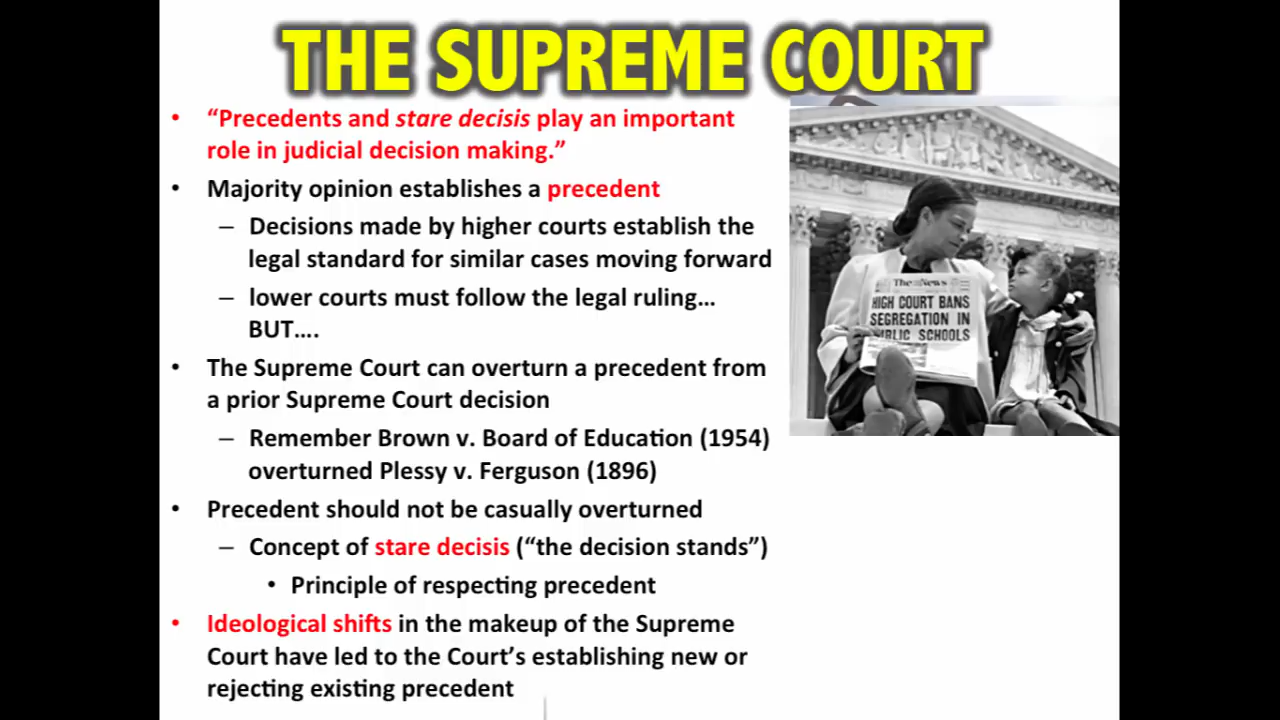 THE SUPREME COURT
• “Precedents and stare decisis play an important
role in judicial decision making.”
• Majority opinion establishes a precedent
– Decisions made by higher courts establish the
legal standard for similar cases moving forward
– lower courts must follow the legal ruling…
BUT….
• The Supreme Court can overturn a precedent from
a prior Supreme Court decision
– Remember Brown v. Board of Education (1954)
overturned Plessy v. Ferguson (1896)
• Precedent should not be casually overturned
– Concept of stare decisis (“the decision stands”)
• Principle of respecting precedent
• Ideological shifts in the makeup of the Supreme
Court have led to the Court’s establishing new or
rejecting existing precedent
The News
HIGH COURT BANS
SEGREGATION IN
PUBLIC SCHOOLS